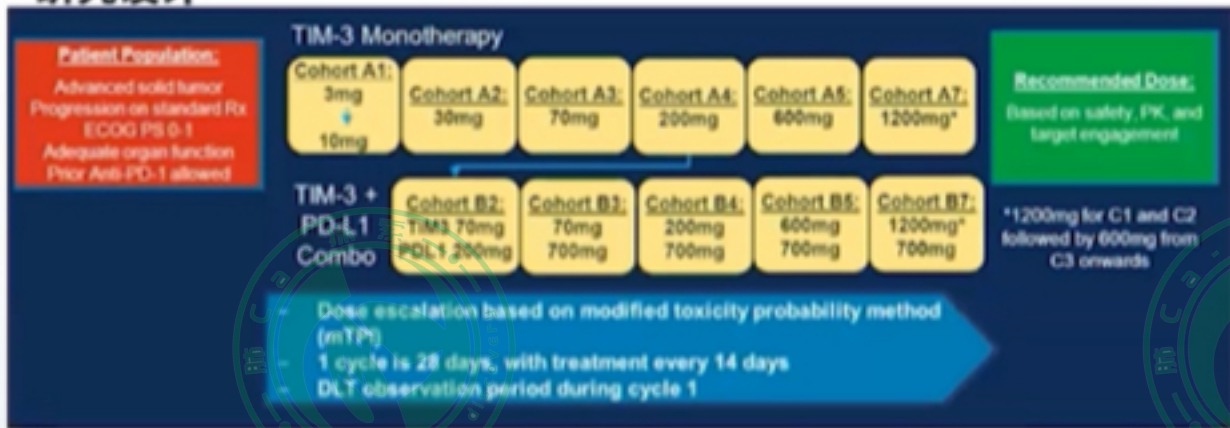 Patient Population:
Advanced solid tumor
Progression on standard Rx
ECOG PS 0-1
Adequate organ function
Prior Anti-PD-1 allowed
TIM-3 Monotherapy
Cohort A1:
3mg
10mg
Cohort A2:
30mg
Cohort A3:
70mg
Cohort A4:
200mg
Cohort A5:
600mg
Cohort A7:
1200mg*
TIM-3 +
PD-L1
Combo
Cohort B2:
TIM3 70mg
PDL1 200mg
Cohort B3:
70mg
700mg
Cohort B4:
200mg
700mg
Cohort B5:
600mg
700mg
Cohort B7:
1200mg*
700mg
Recommended Dose:
Based on safety, PK, and
target engagement
*1200mg for C1 and C2
followed by 600mg from
C3 onwards
- Dose escalation based on modified toxicity probability method
(mTPI)
- 1 cycle is 28 days, with treatment every 14 days
- DLT observation period during cycle 1